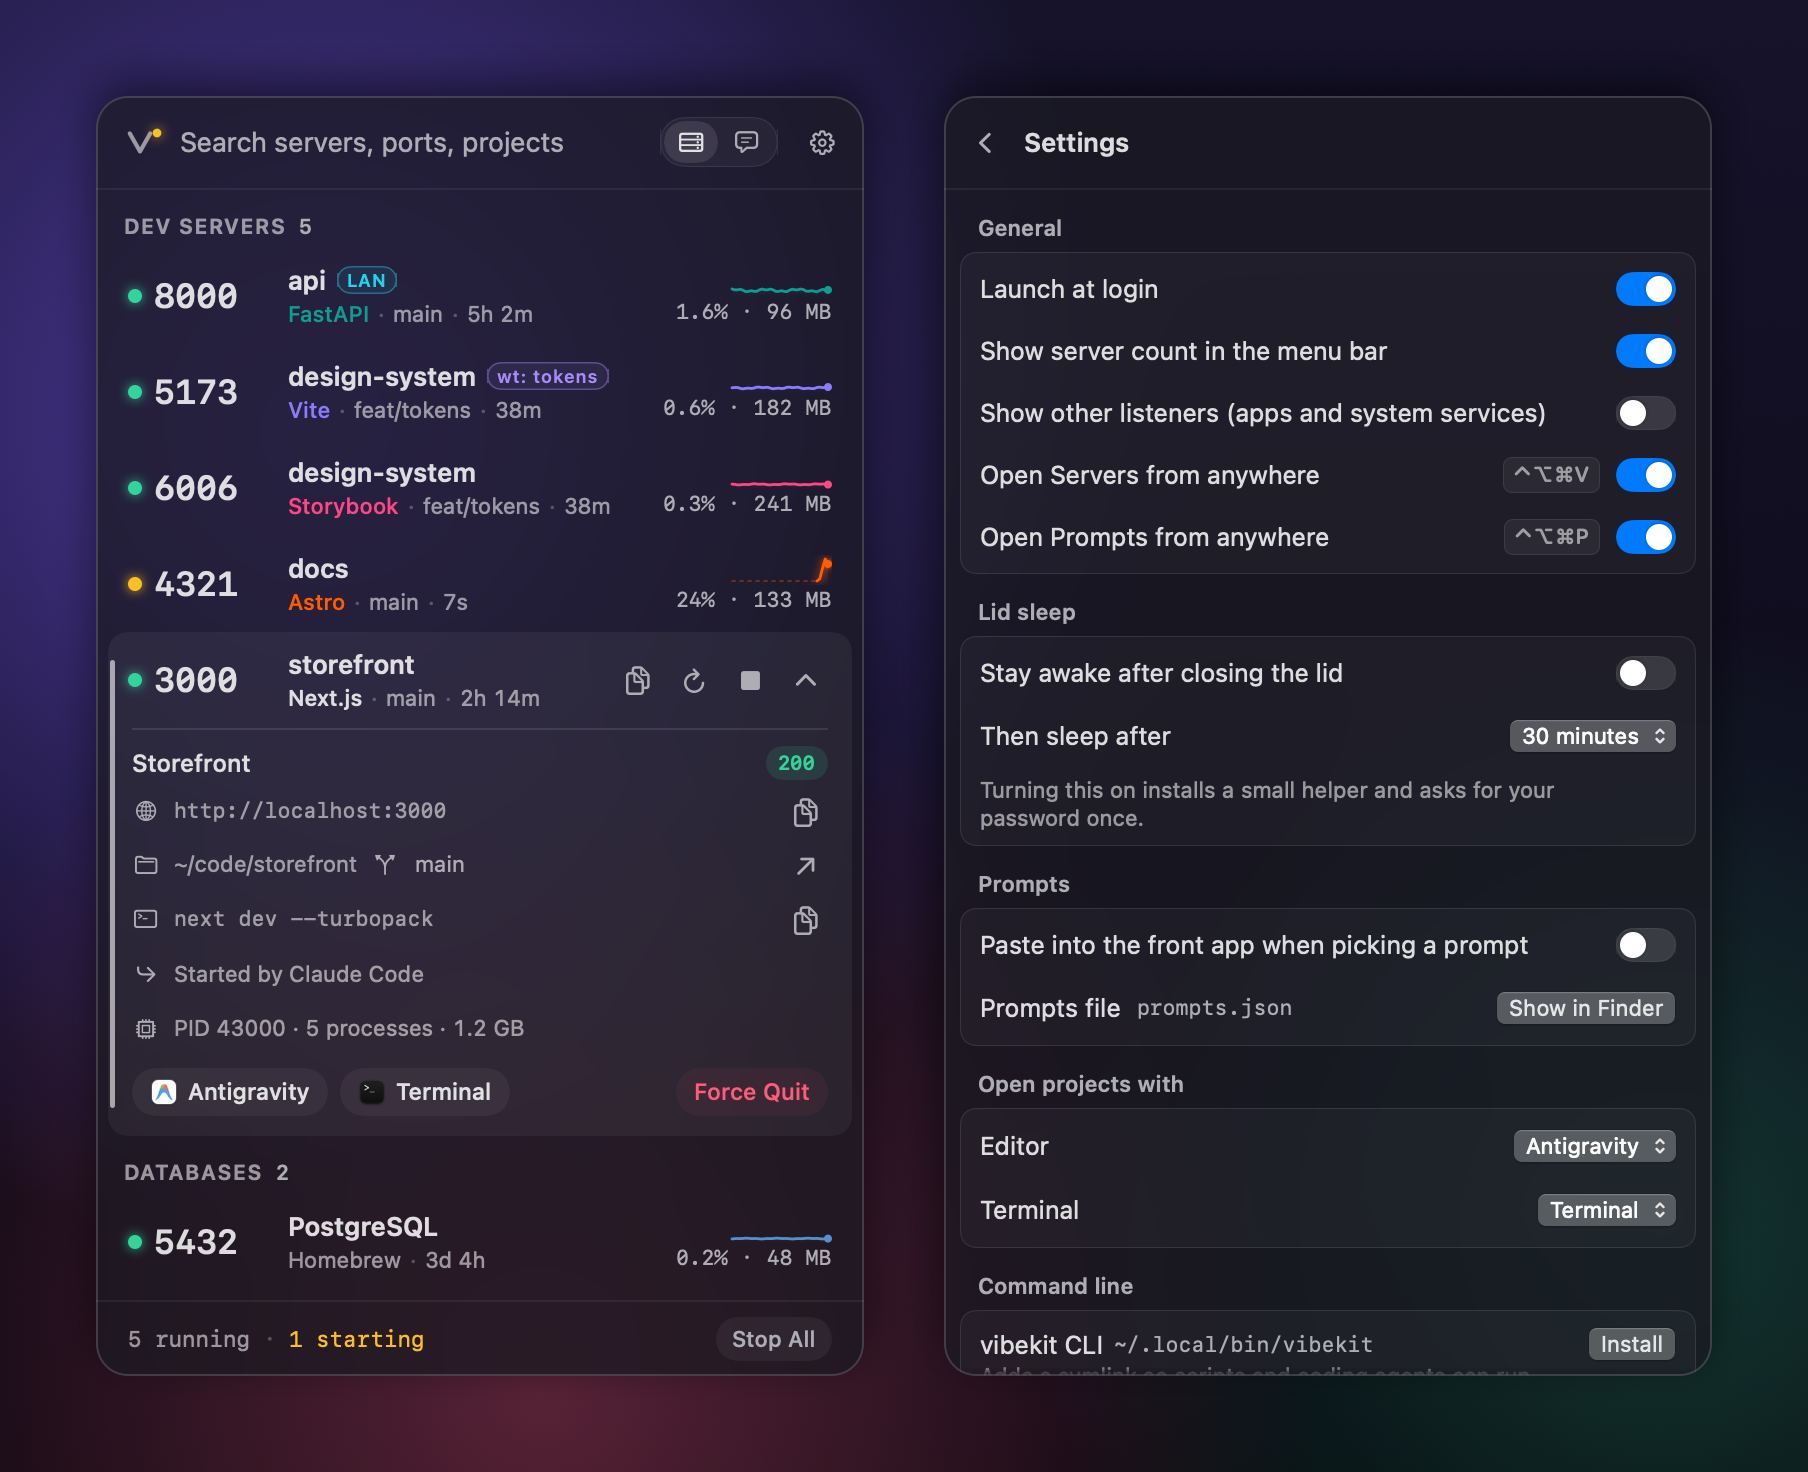 Search servers, ports, projects
DEV SERVERS 5
8000
api LAN
FastAPI · main · 5h 2m
1.6% · 96 MB
5173
design-system wt: tokens
Vite · feat/tokens · 38m
0.6% · 182 MB
6006
design-system
Storybook · feat/tokens · 38m
0.3% · 241 MB
4321
docs
Astro · main · 7s
24% · 133 MB
3000
storefront
Next.js · main · 2h 14m
Storefront 200
http://localhost:3000
~/code/storefront main
next dev --turbopack
Started by Claude Code
PID 43000 · 5 processes · 1.2 GB
Antigravity Terminal Force Quit
DATABASES 2
5432
PostgreSQL
Homebrew · 3d 4h
0.2% · 48 MB
5 running · 1 starting Stop All
Settings
General
Launch at login
Show server count in the menu bar
Show other listeners (apps and system services)
Open Servers from anywhere ⌃⌥⌘V
Open Prompts from anywhere ⌃⌥⌘P
Lid sleep
Stay awake after closing the lid
Then sleep after 30 minutes
Turning this on installs a small helper and asks for your
password once.
Prompts
Paste into the front app when picking a prompt
Prompts file prompts.json Show in Finder
Open projects with
Editor Antigravity
Terminal Terminal
Command line
vibekit CLI ~/.local/bin/vibekit Install
Adds a symlink so scripts and coding agents can run